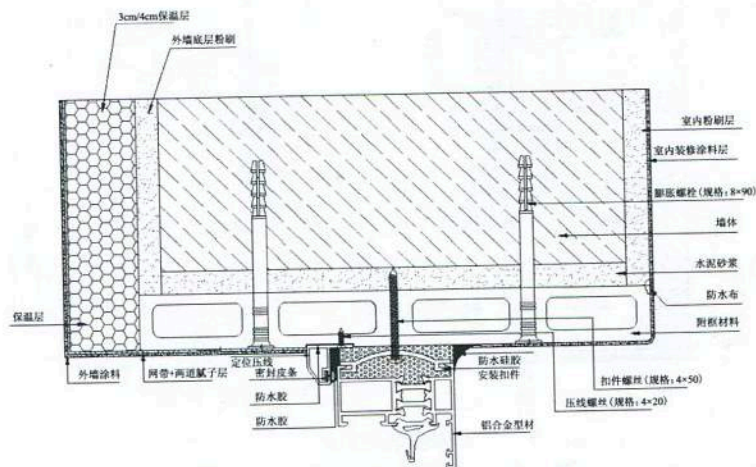 3cm/4cm保温层
外墙底层粉刷
室内粉刷层
室内装修涂料层
膨胀螺栓(规格:8×90)
墙体
水泥砂浆
防水布
保温层
附框材料
定位压线
防水硅胶
外墙涂料
网带+两道腻子层
密封皮条
安装扣件
扣件螺丝(规格:4×50)
防水胶
压线螺丝(规格:4×20)
防水胶
铝合金型材